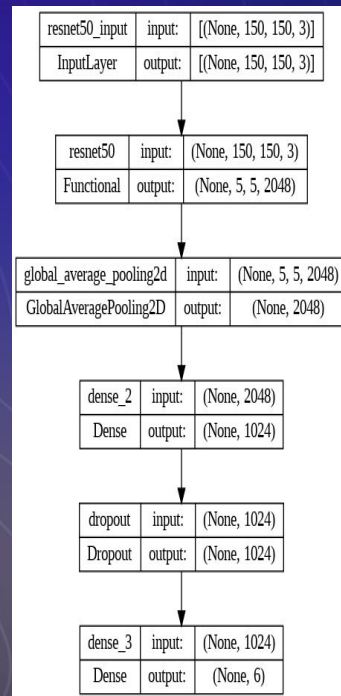 resnet50_input input: [(None, 150, 150, 3)]
InputLayer output: [(None, 150, 150, 3)]
resnet50 input: (None, 150, 150, 3)
Functional output: (None, 5, 5, 2048)
global_average_pooling2d input: (None, 5, 5, 2048)
GlobalAveragePooling2D output: (None, 2048)
dense_2 input: (None, 2048)
Dense output: (None, 1024)
dropout input: (None, 1024)
Dropout output: (None, 1024)
dense_3 input: (None, 1024)
Dense output: (None, 6)